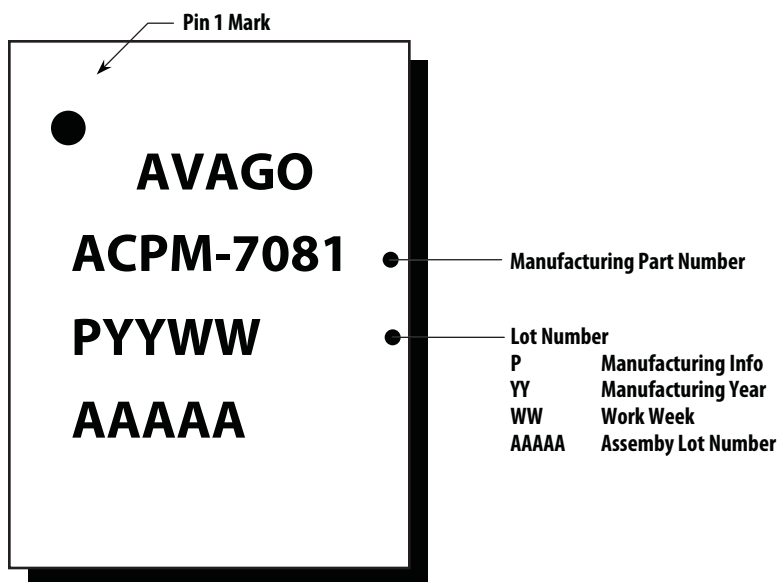 Pin 1 Mark
AVAGO
ACPM-7081
Manufacturing Part Number
PYYWW
Lot Number
P Manufacturing Info
YY Manufacturing Year
WW Work Week
AAAAA
AAAAA Assemby Lot Number